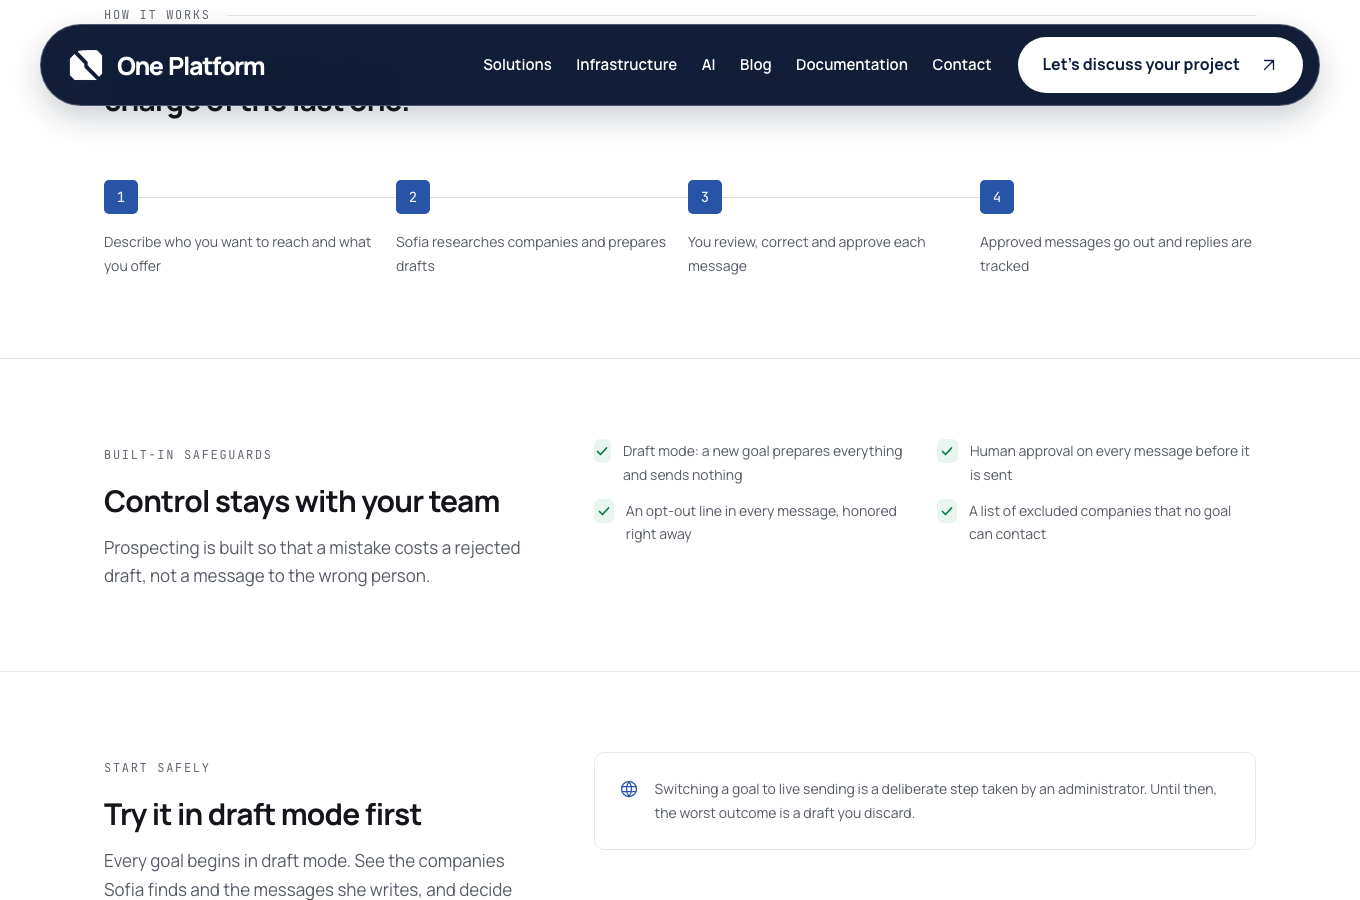 HOW IT WORKS
One Platform
Solutions
Infrastructure
AI
Blog
Documentation
Contact
Let's discuss your project
charge of the last one.
1
2
3
4
Describe who you want to reach and what
you offer
Sofia researches companies and prepares
drafts
You review, correct and approve each
message
Approved messages go out and replies are
tracked
BUILT-IN SAFEGUARDS
Control stays with your team
Prospecting is built so that a mistake costs a rejected
draft, not a message to the wrong person.
Draft mode: a new goal prepares everything
and sends nothing
Human approval on every message before it
is sent
An opt-out line in every message, honored
right away
A list of excluded companies that no goal
can contact
START SAFELY
Try it in draft mode first
Every goal begins in draft mode. See the companies
Sofia finds and the messages she writes, and decide
Switching a goal to live sending is a deliberate step taken by an administrator. Until then,
the worst outcome is a draft you discard.